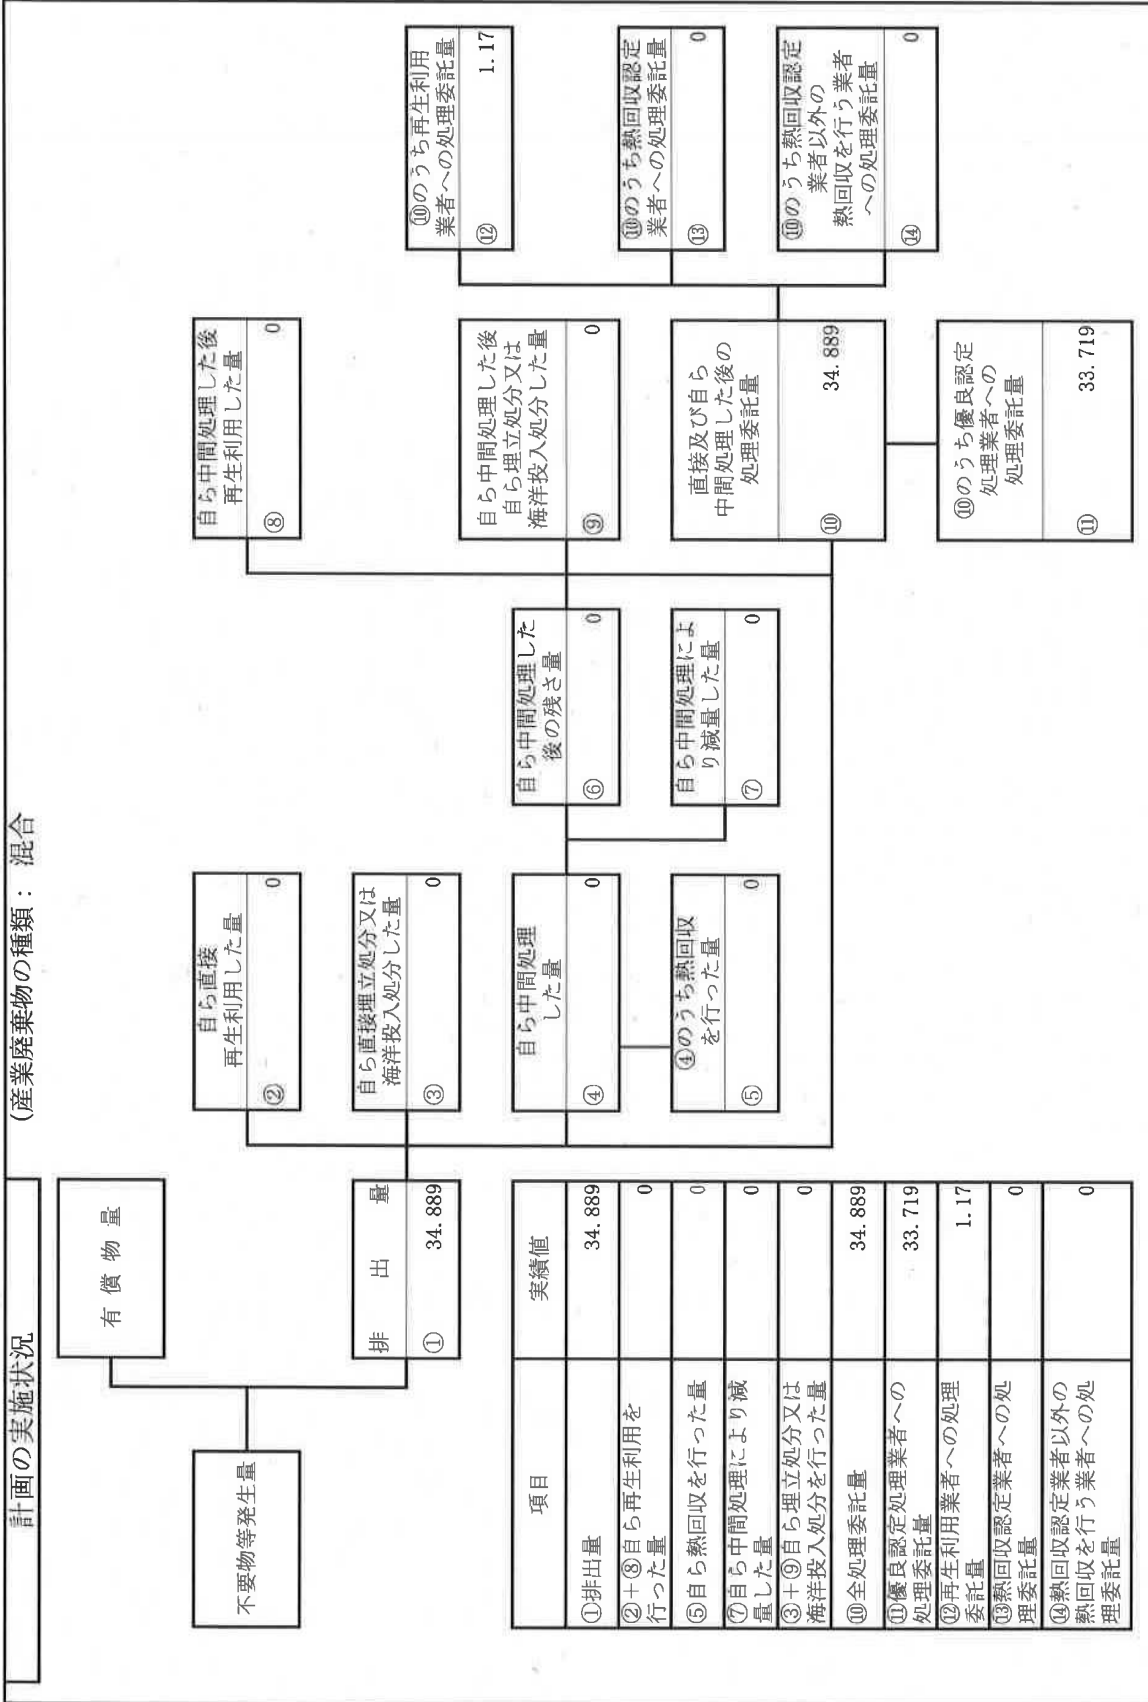 計画の実施状況
(産業廃棄物の種類： 混合
不要物等発生量
有償物量
排出量
① 34.889
自ら直接
再生利用した量
② 0
自ら直接埋立処分又は
海洋投入処分した量
③ 0
自ら中間処理
した量
④ 0
④のうち熱回収
を行った量
⑤ 0
自ら中間処理した
後の残さ量
⑥ 0
自ら中間処理によ
り減量した量
⑦ 0
自ら中間処理した後
再生利用した量
⑧ 0
自ら中間処理した後
自ら埋立処分又は
海洋投入処分した量
⑨ 0
直接及び自ら
中間処理した後の
処理委託量
⑩ 34.889
⑩のうち優良認定
処理業者への
処理委託量
⑪ 33.719
⑩のうち再生利用
業者への処理委託量
⑫ 1.17
⑩のうち熱回収認定
業者への処理委託量
⑬ 0
⑩のうち熱回収認定
業者以外の
熱回収を行う業者
への処理委託量
⑭ 0
項目 実績値
①排出量 34.889
②＋⑧自ら再生利用を
行った量 0
⑤自ら熱回収を行った量 0
⑦自ら中間処理により減
量した量 0
③＋⑨自ら埋立処分又は
海洋投入処分を行った量 0
⑩全処理委託量 34.889
⑪優良認定処理業者への
処理委託量 33.719
⑫再生利用業者への処理
委託量 1.17
⑬熱回収認定業者への処
理委託量 0
⑭熱回収認定業者以外の
熱回収を行う業者への処
理委託量 0